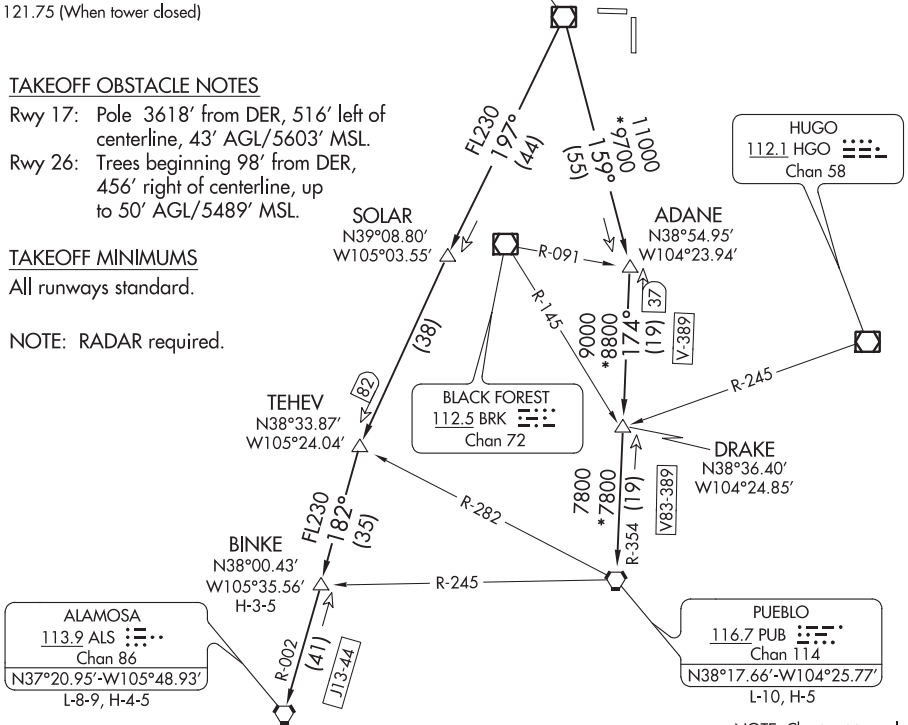 121.75 (When tower closed)
TAKEOFF OBSTACLE NOTES
Rwy 17: Pole 3618' from DER, 516' left of
centerline, 43' AGL/5603' MSL.
Rwy 26: Trees beginning 98' from DER,
456' right of centerline, up
to 50' AGL/5489' MSL.
TAKEOFF MINIMUMS
All runways standard.
NOTE: RADAR required.
FL230
197°
(44)
11000
*9700
159°
(55)
HUGO
112.1 HGO
Chan 58
SOLAR
N39°08.80'
W105°03.55'
ADANE
N38°54.95'
W104°23.94'
R-091
R-145
37
(38)
9000
*8800
174°
(19)
V-389
R-245
82
BLACK FOREST
112.5 BRK
Chan 72
TEHEV
N38°33.87'
W105°24.04'
DRAKE
N38°36.40'
W104°24.85'
R-282
7800
*7800
R-354 (19)
V83-389
FL230
182°
(35)
BINKE
N38°00.43'
W105°35.56'
H-3-5
R-245
ALAMOSA
113.9 ALS
Chan 86
N37°20.95'-W105°48.93'
L-8-9, H-4-5
R-002
(41)
J13-44
PUEBLO
116.7 PUB
Chan 114
N38°17.66'-W104°25.77'
L-10, H-5